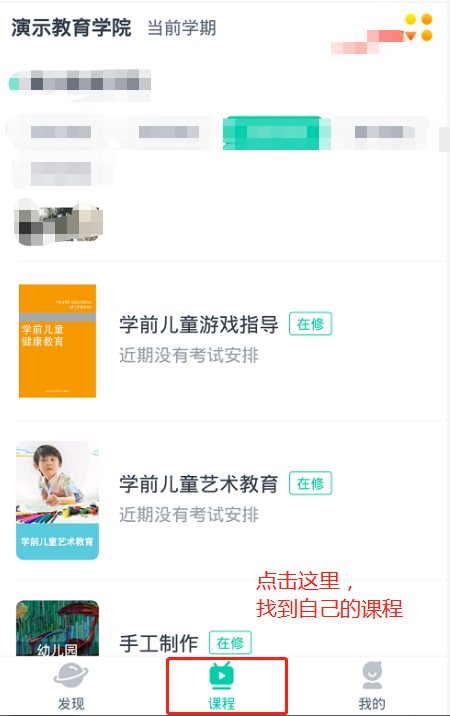 演示教育学院 当前学期
Health education
of children
学前儿童
健康教育
学前儿童游戏指导 在修
近期没有考试安排
学前儿童艺术教育 在修
近期没有考试安排
学前儿童艺术教育
点击这里，
找到自己的课程
手工制作 在修
幼儿园
发现 课程 我的